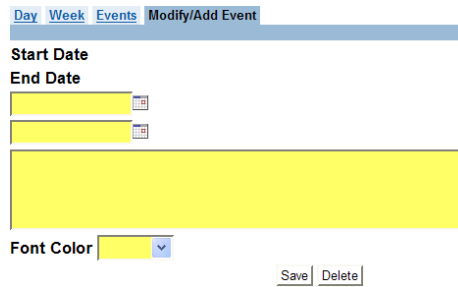 Day Week Events Modify/Add Event
Start Date
End Date
Font Color
Save Delete